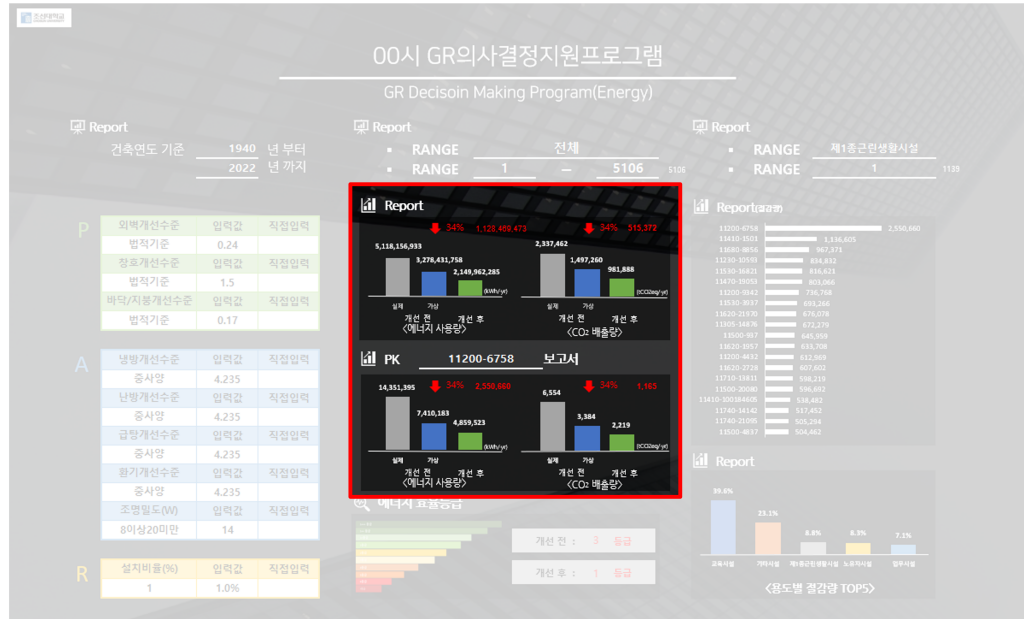 조선대학교
00시 GR의사결정지원프로그램
GR Decisoin Making Program(Energy)
Report
건축연도 기준 1940 년 부터
2022 년 까지
P
외벽개선수준 입력값 직접입력
법적기준 0.24
창호개선수준 입력값 직접입력
법적기준 1.5
바닥/지붕개선수준 입력값 직접입력
법적기준 0.17
A
냉방개선수준 입력값 직접입력
중사양 4.235
난방개선수준 입력값 직접입력
중사양 4.235
급탕개선수준 입력값 직접입력
중사양 4.235
환기개선수준 입력값 직접입력
중사양 4.235
조명밀도(W) 입력값 직접입력
8이상20미만 14
R
설치비율(%) 입력값 직접입력
1 1.0%
Report
▪ RANGE 전체
▪ RANGE 1 – 5106 5106
Report
34% 1,128,469,473
5,118,156,933
3,278,431,758
2,149,962,285
(kWh/yr)
실제 가상
개선 전 개선 후
<에너지 사용량>
34% 515,372
2,337,462
1,497,260
981,888
(tCO2eq/yr)
실제 가상
개선 전 개선 후
<CO2 배출량>
PK 11200-6758 보고서
34% 2,550,660
14,351,395
7,410,183
4,859,523
(kWh/yr)
실제 가상
개선 전 개선 후
<에너지 사용량>
34% 1,165
6,554
3,384
2,219
(tCO2eq/yr)
실제 가상
개선 전 개선 후
<CO2 배출량>
에너지 효율등급
개선 전 : 3 등급
개선 후 : 1 등급
Report
▪ RANGE 제1종근린생활시설
▪ RANGE 1 1139
Report(절감량)
11200-6758 2,550,660
11410-1501 1,336,605
11680-8856 967,371
11230-10593 834,832
11530-16821 816,621
11470-19053 803,066
11200-9342 736,768
11530-3937 693,266
11620-21970 676,078
11305-14876 672,279
11500-937 645,959
11620-1957 633,708
11200-4432 612,989
11620-2728 607,602
11710-13811 598,219
11500-20080 596,692
11410-100184605 538,482
11740-14142 537,452
11740-21095 505,294
11500-4837 504,462
Report
39.8%
23.1%
8.8%
8.3%
7.1%
교육시설 기타시설 제1종근린생활시설 노유자시설 업무시설
<용도별 절감량 TOP5>